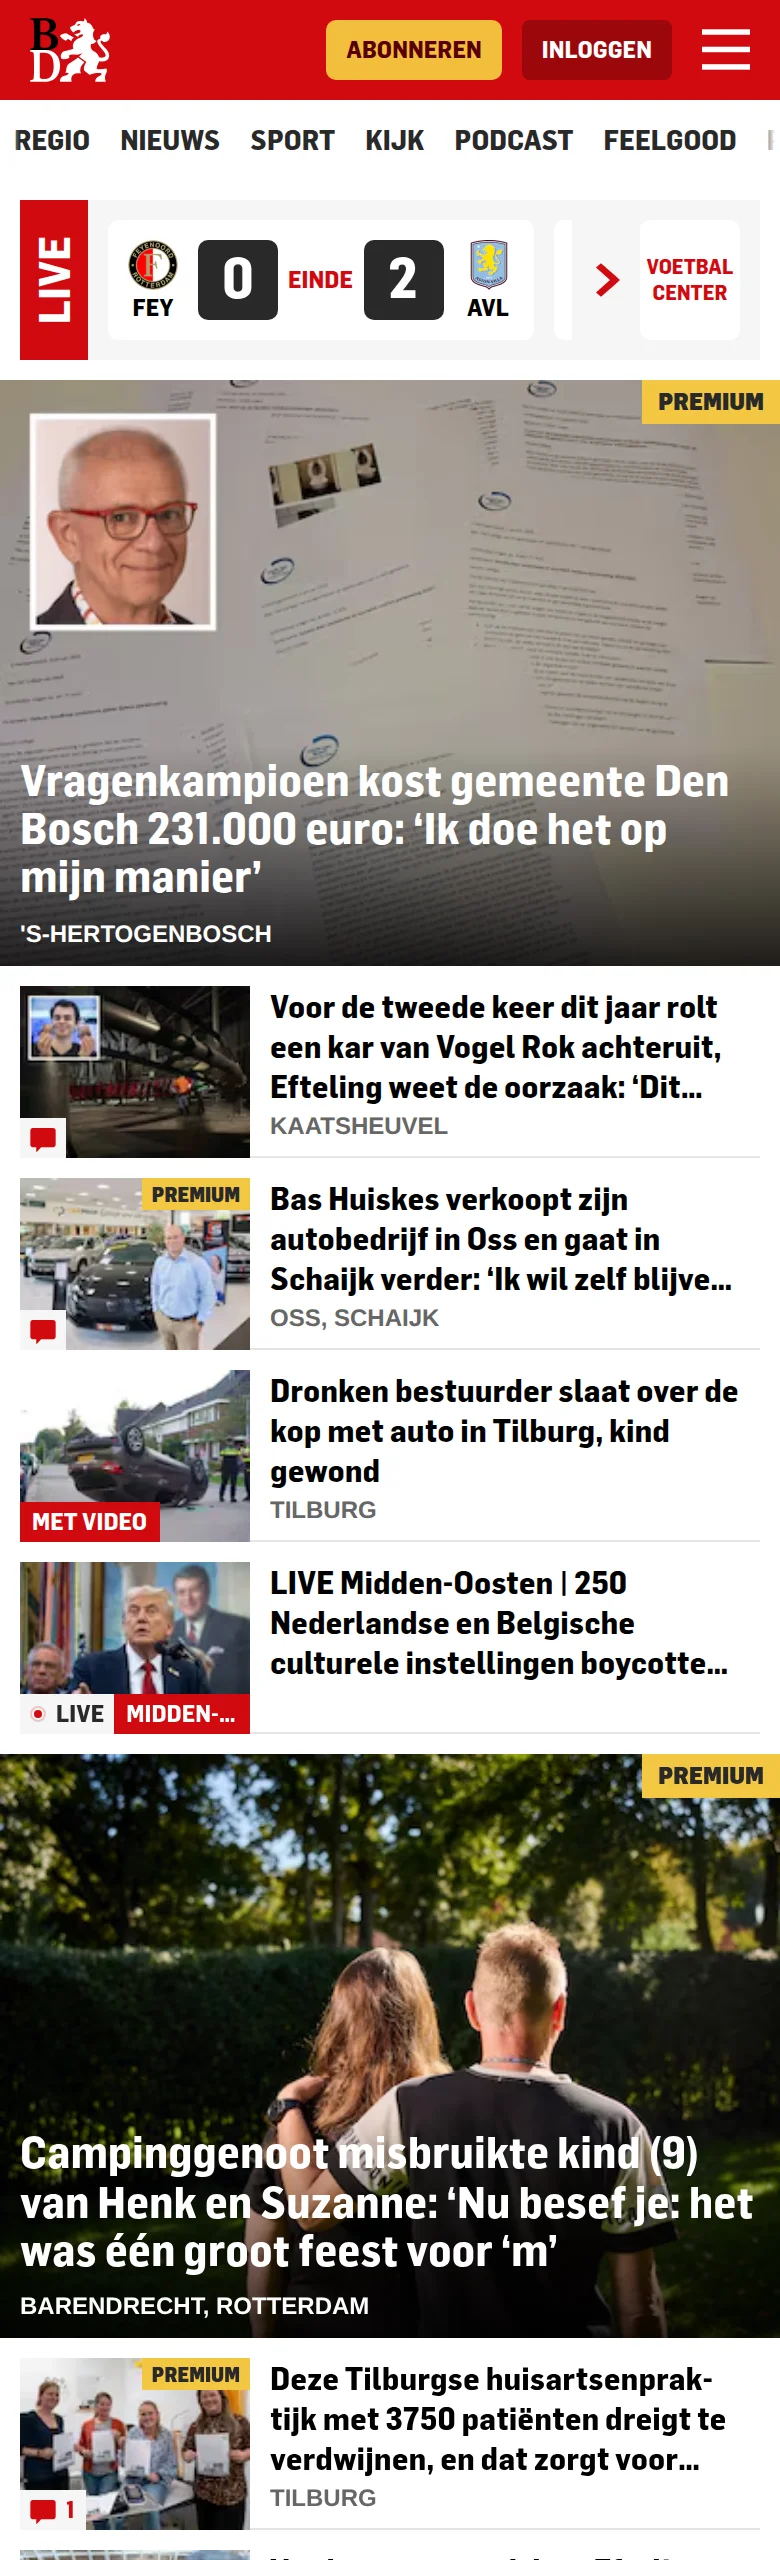 BD
ABONNEREN
INLOGGEN
REGIO NIEUWS SPORT KIJK PODCAST FEELGOOD
LIVE
FEY
0
EINDE
2
AVL
VOETBAL
CENTER
PREMIUM
Vragenkampioen kost gemeente Den
Bosch 231.000 euro: ‘Ik doe het op
mijn manier’
'S-HERTOGENBOSCH
Voor de tweede keer dit jaar rolt
een kar van Vogel Rok achteruit,
Efteling weet de oorzaak: ‘Dit...
KAATSHEUVEL
PREMIUM
Bas Huiskes verkoopt zijn
autobedrijf in Oss en gaat in
Schaijk verder: ‘Ik wil zelf blijve...
OSS, SCHAIJK
MET VIDEO
Dronken bestuurder slaat over de
kop met auto in Tilburg, kind
gewond
TILBURG
LIVE
MIDDEN-...
LIVE Midden-Oosten | 250
Nederlandse en Belgische
culturele instellingen boycotte...
PREMIUM
Campinggenoot misbruikte kind (9)
van Henk en Suzanne: ‘Nu besef je: het
was één groot feest voor ‘m’
BARENDRECHT, ROTTERDAM
PREMIUM
1
Deze Tilburgse huisartsenprak-
tijk met 3750 patiënten dreigt te
verdwijnen, en dat zorgt voor...
TILBURG